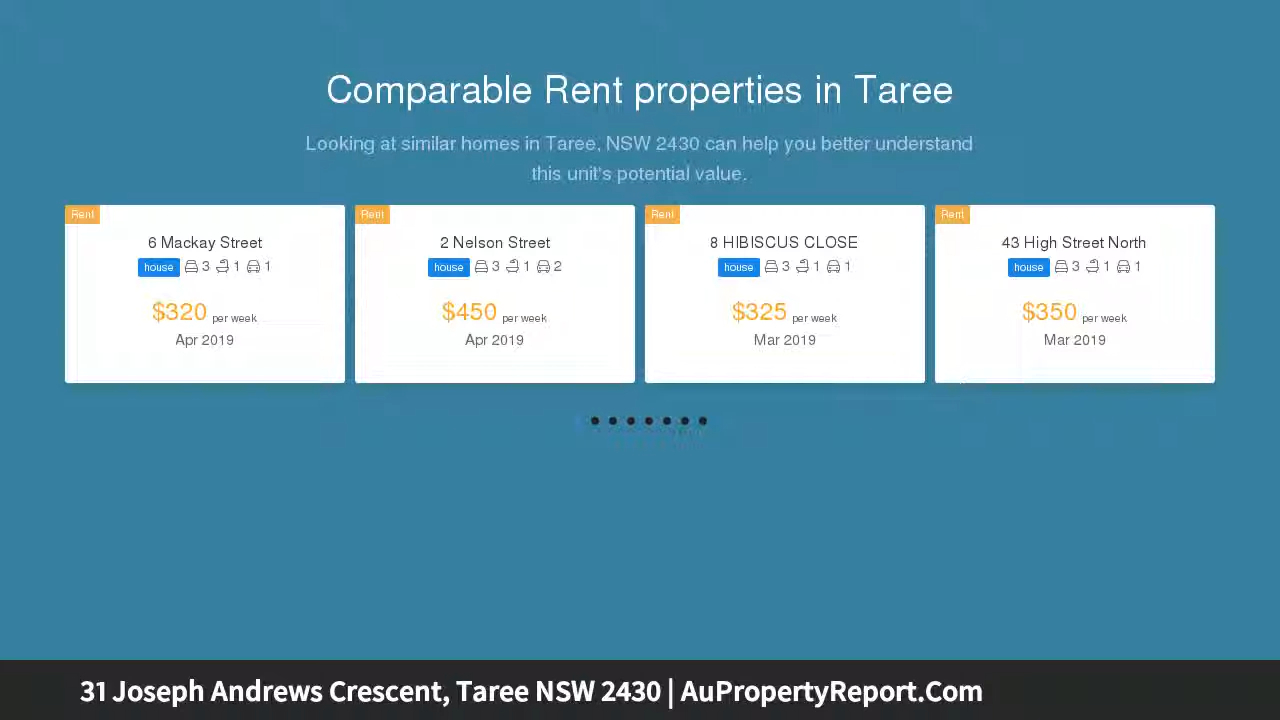 Comparable Rent properties in Taree
Looking at similar homes in Taree, NSW 2430 can help you better understand
this unit's potential value.
Rent
6 Mackay Street
house 3 1 1
$320 per week
Apr 2019
Rent
2 Nelson Street
house 3 1 2
$450 per week
Apr 2019
Rent
8 HIBISCUS CLOSE
house 3 1 1
$325 per week
Mar 2019
Rent
43 High Street North
house 3 1 1
$350 per week
Mar 2019
31 Joseph Andrews Crescent, Taree NSW 2430 | AuPropertyReport.Com